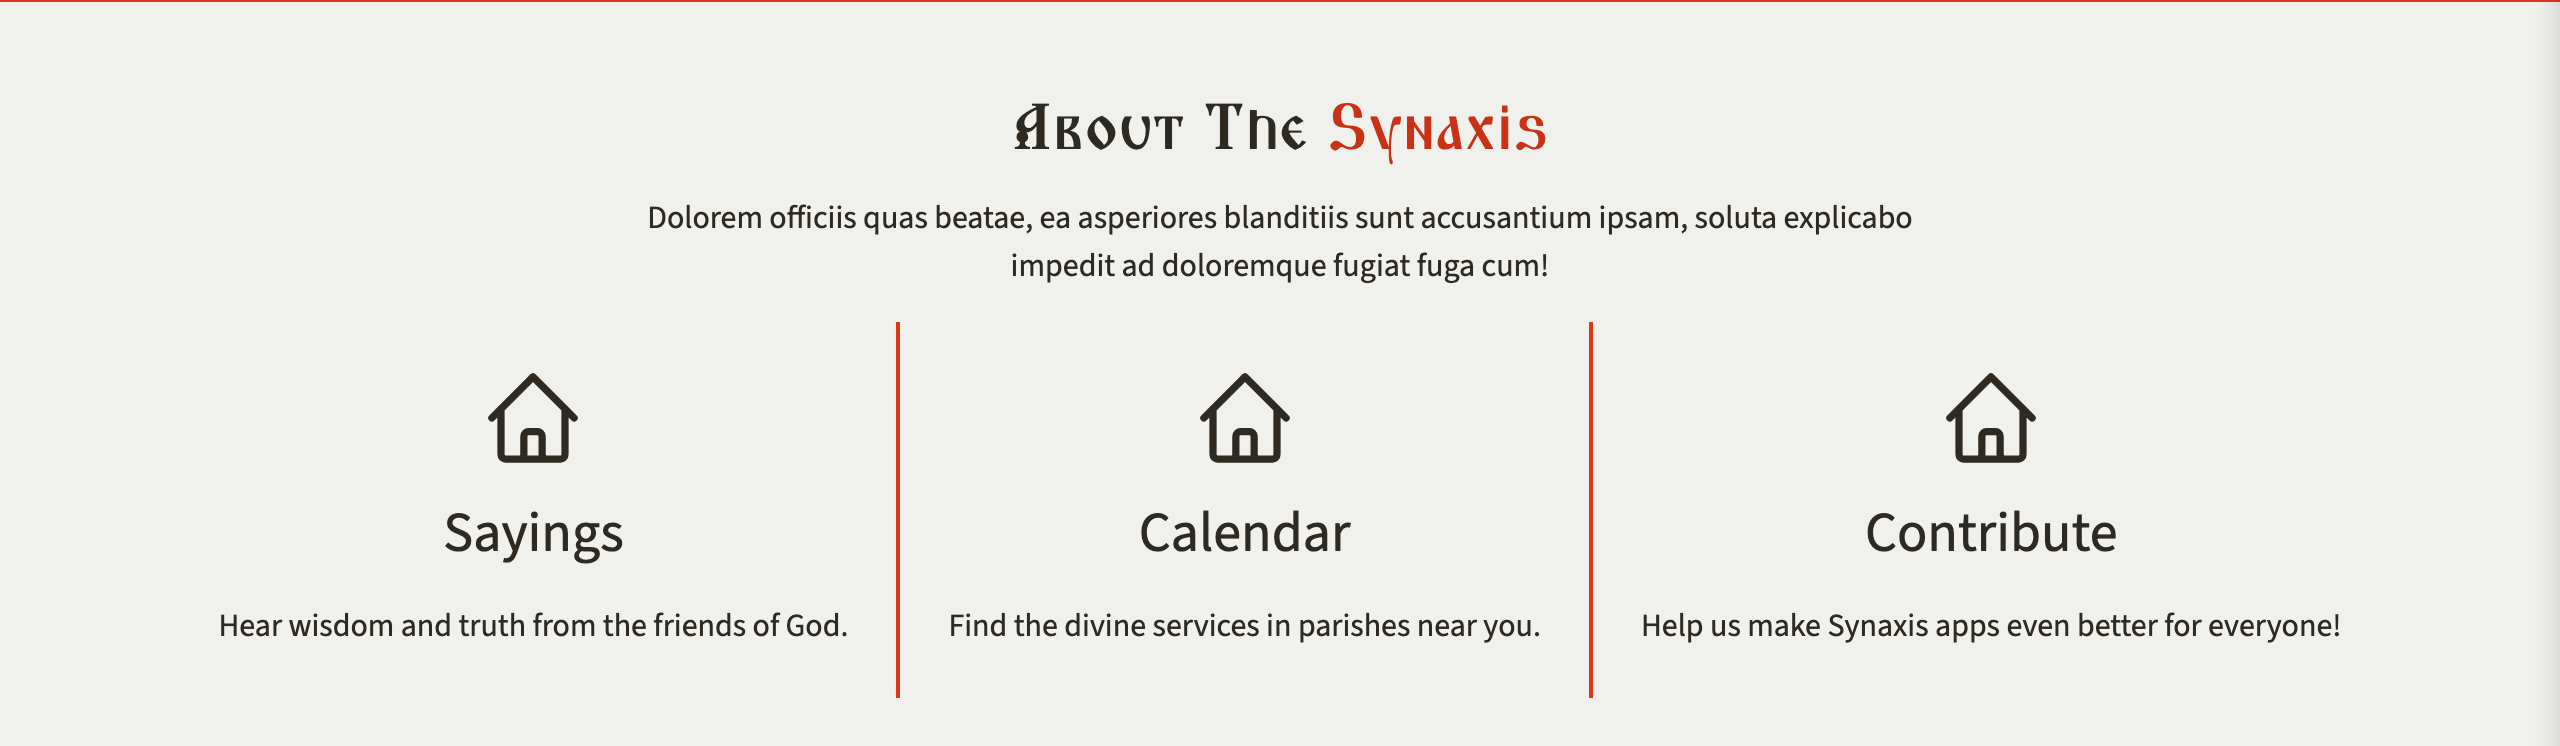 About The Synaxis
Dolorem officiis quas beatae, ea asperiores blanditiis sunt accusantium ipsam, soluta explicabo
impedit ad doloremque fugiat fuga cum!
Sayings
Hear wisdom and truth from the friends of God.
Calendar
Find the divine services in parishes near you.
Contribute
Help us make Synaxis apps even better for everyone!